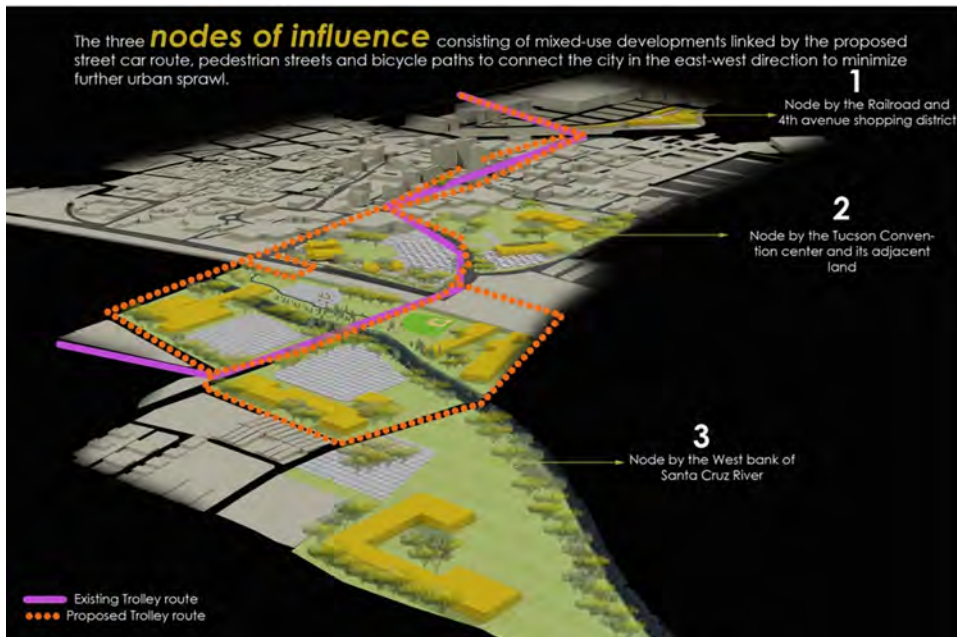 The three nodes of influence consisting of mixed-use developments linked by the proposed
street car route, pedestrian streets and bicycle paths to connect the city in the east-west direction to minimize
further urban sprawl.
1
Node by the Railroad and
4th avenue shopping district
2
Node by the Tucson Conven-
tion center and its adjacent
land
3
Node by the West bank of
Santa Cruz River
Existing Trolley route
Proposed Trolley route